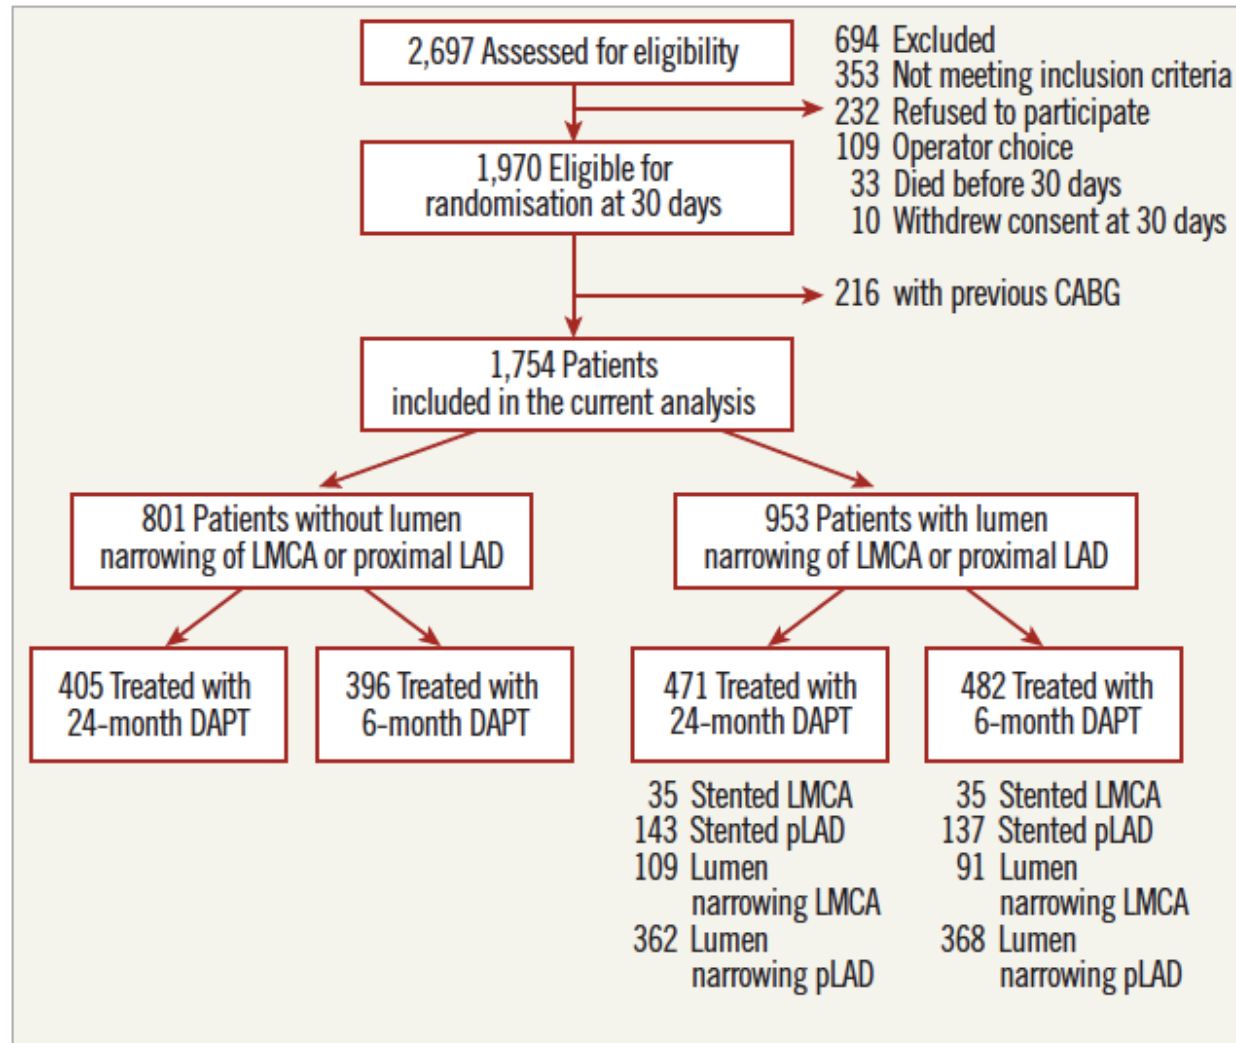 2,697 Assessed for eligibility
694 Excluded
353 Not meeting inclusion criteria
232 Refused to participate
109 Operator choice
33 Died before 30 days
10 Withdrew consent at 30 days
1,970 Eligible for
randomisation at 30 days
216 with previous CABG
1,754 Patients
included in the current analysis
801 Patients without lumen
narrowing of LMCA or proximal LAD
953 Patients with lumen
narrowing of LMCA or proximal LAD
405 Treated with
24-month DAPT
396 Treated with
6-month DAPT
471 Treated with
24-month DAPT
482 Treated with
6-month DAPT
35 Stented LMCA
143 Stented pLAD
109 Lumen
narrowing LMCA
362 Lumen
narrowing pLAD
35 Stented LMCA
137 Stented pLAD
91 Lumen
narrowing LMCA
368 Lumen
narrowing pLAD